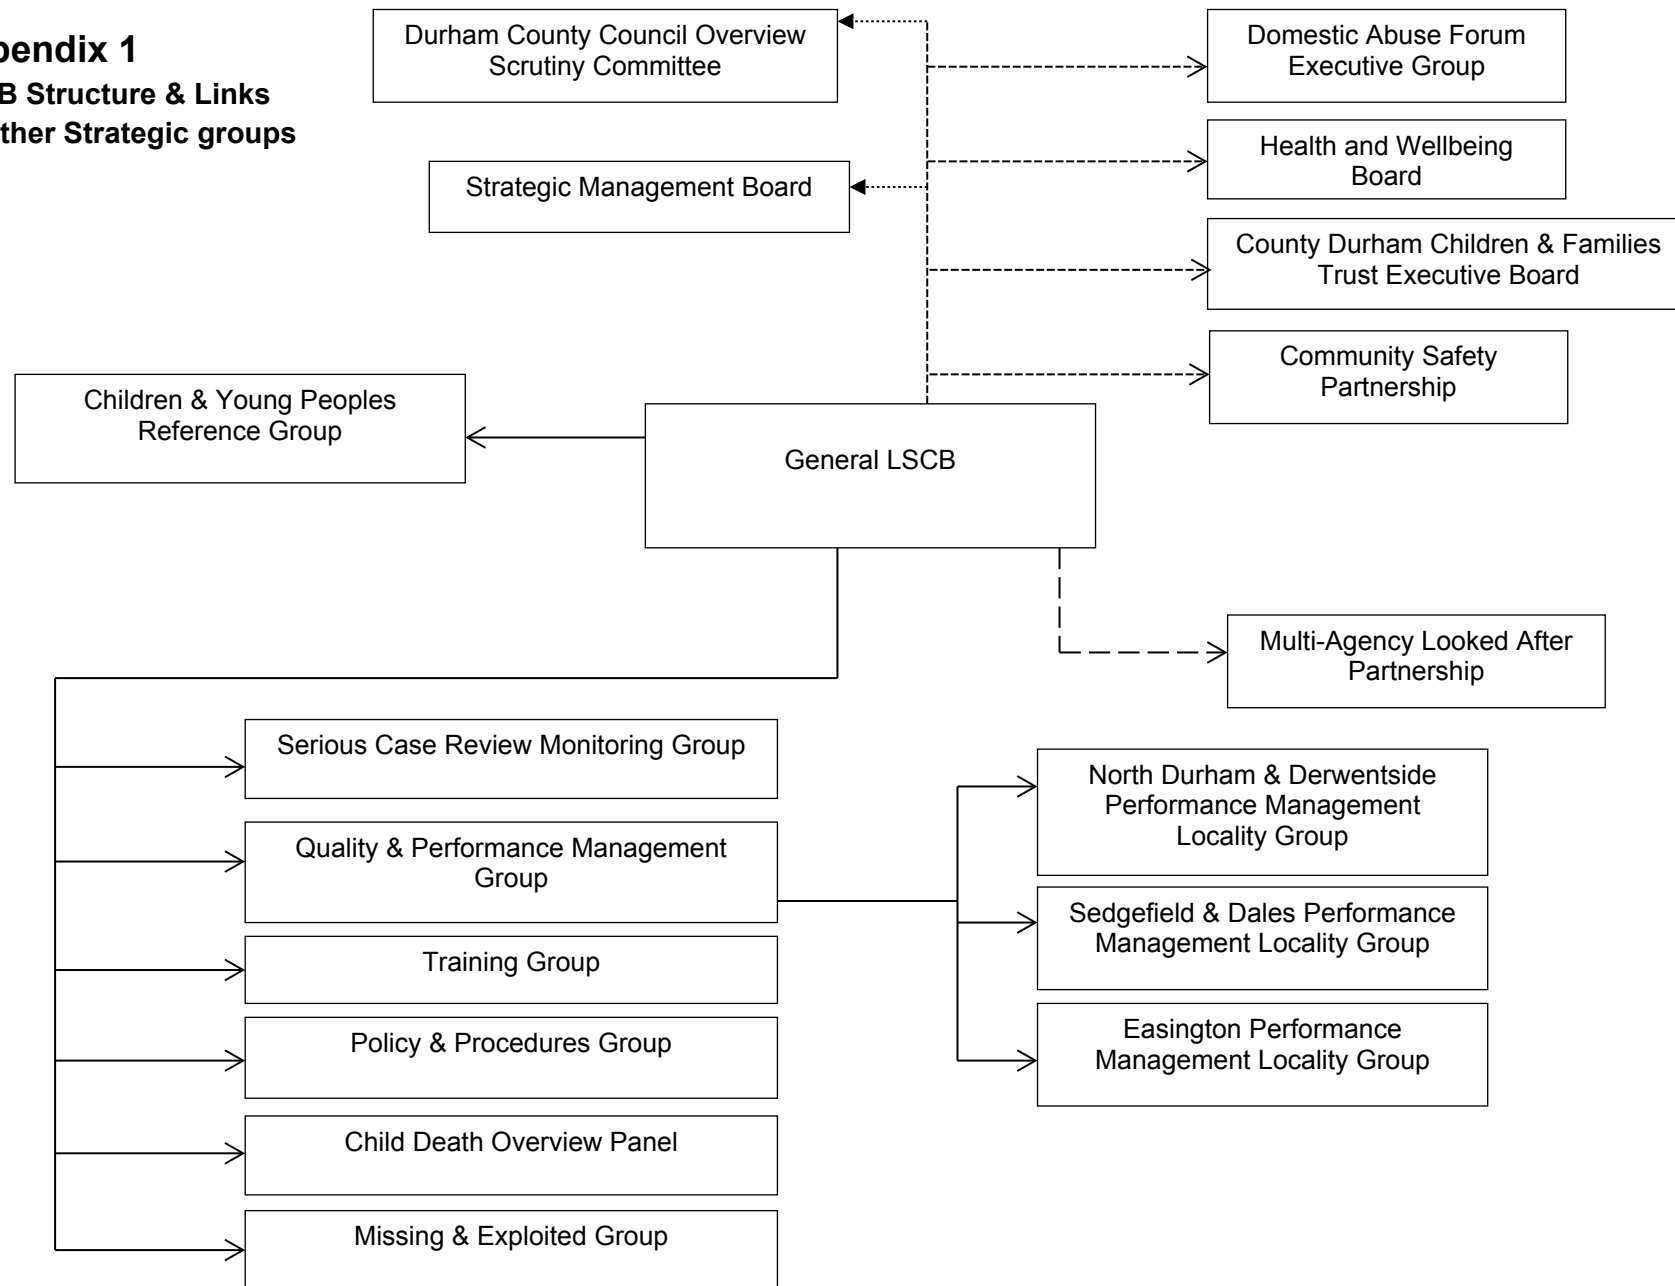 pendix 1
B Structure & Links
ther Strategic groups
Durham County Council Overview
Scrutiny Committee
Domestic Abuse Forum
Executive Group
Health and Wellbeing
Board
Strategic Management Board
County Durham Children & Families
Trust Executive Board
Community Safety
Partnership
Children & Young Peoples
Reference Group
General LSCB
Multi-Agency Looked After
Partnership
Serious Case Review Monitoring Group
Quality & Performance Management
Group
Training Group
Policy & Procedures Group
Child Death Overview Panel
Missing & Exploited Group
North Durham & Derwentside
Performance Management
Locality Group
Sedgefield & Dales Performance
Management Locality Group
Easington Performance
Management Locality Group